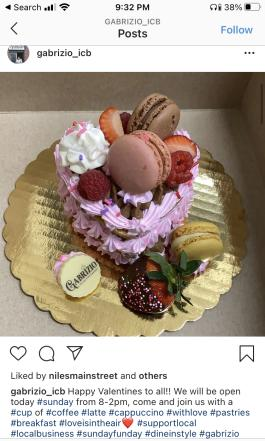 Search 9:32 PM 38%
GABRIZIO_ICB
Posts
Follow
gabrizio_icb
GABRIZIO
Liked by nilesmainstreet and others
gabrizio_icb Happy Valentines to all!! We will be open
today #sunday from 8-2pm, come and join us with a
#cup of #coffee #latte #cappuccino #withlove #pastries
#breakfast #loveisintheair❤️ #supportlocal
#localbusiness #sundayfunday #dineinstyle #gabrizio